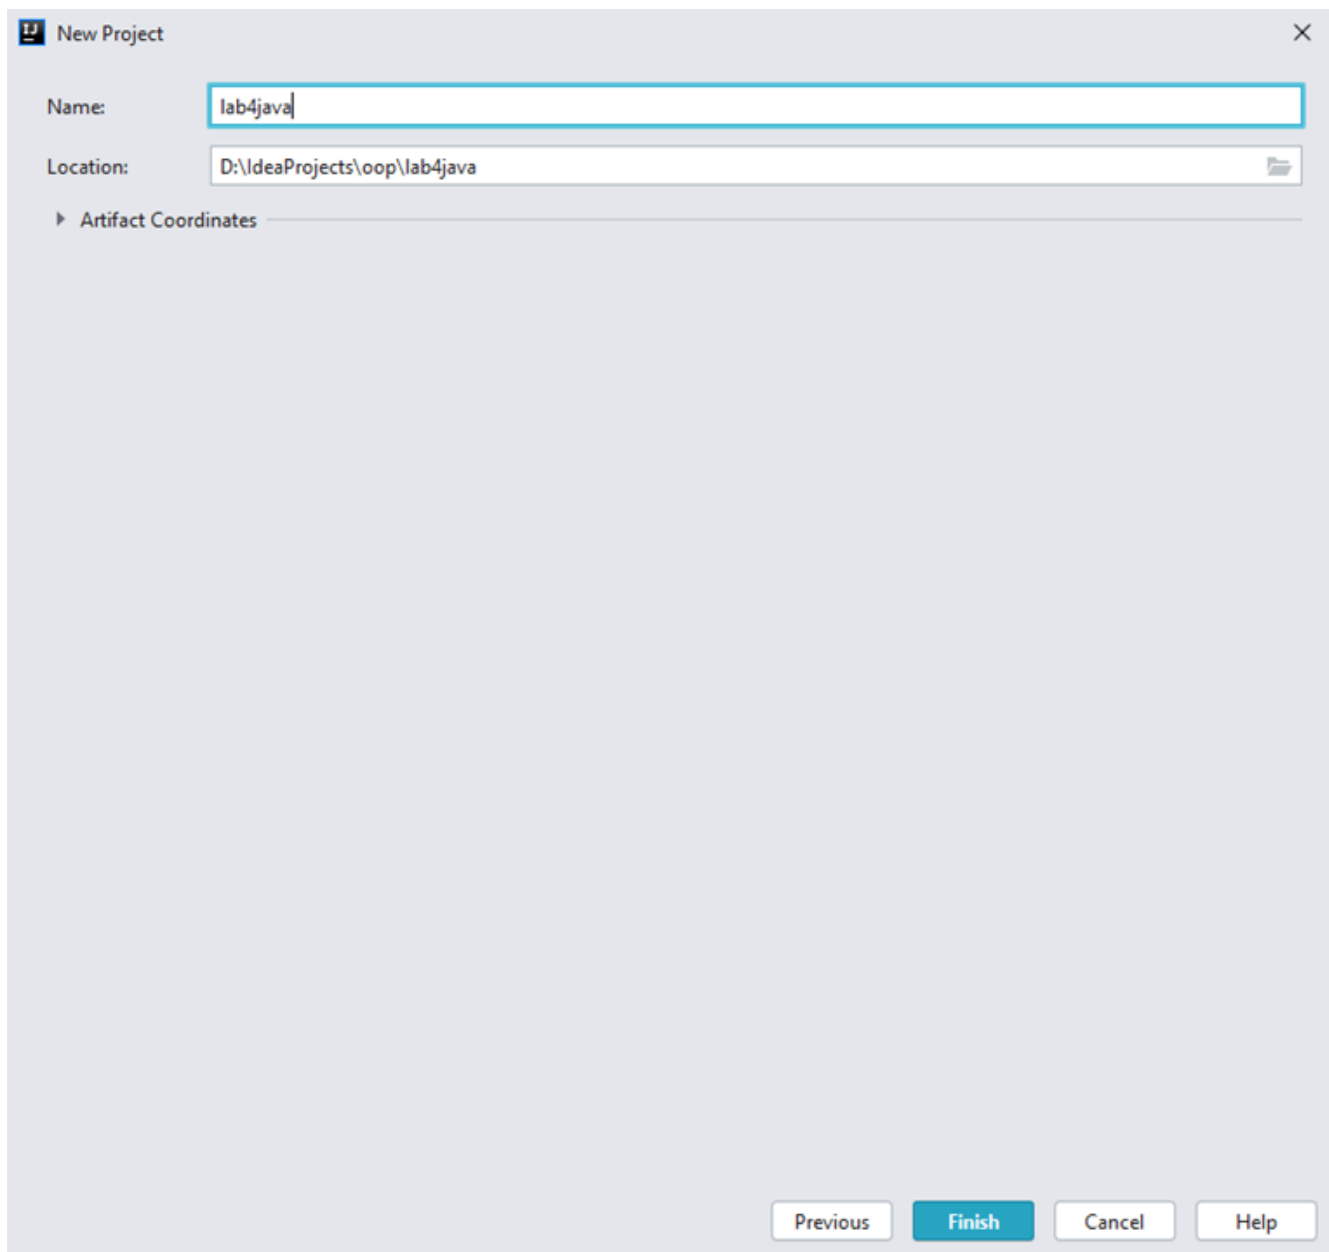 New Project
Name: lab4java
Location: D:\IdeaProjects\oop\lab4java
Artifact Coordinates
Previous Finish Cancel Help